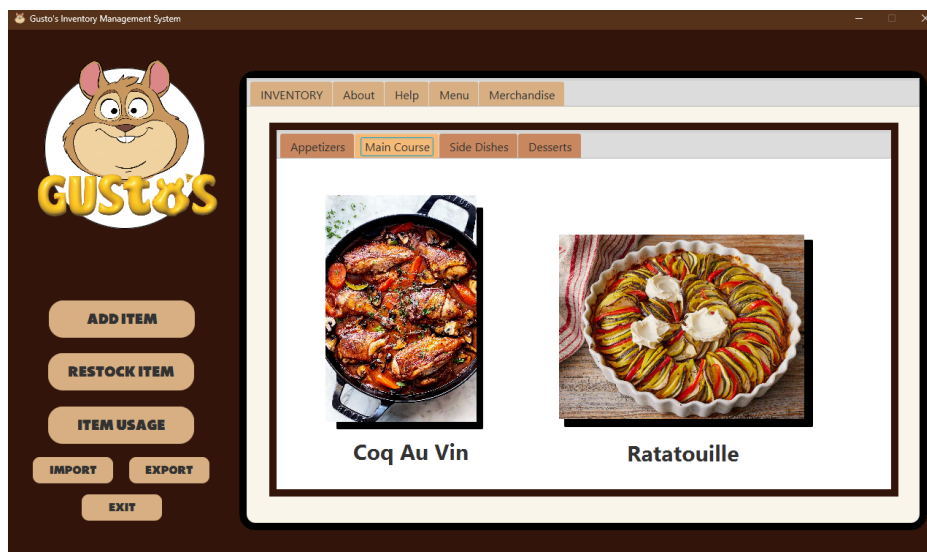 Gusto's Inventory Management System
GUSTO'S
INVENTORY About Help Menu Merchandise
Appetizers Main Course Side Dishes Desserts
ADD ITEM
RESTOCK ITEM
ITEM USAGE
IMPORT EXPORT
EXIT
Coq Au Vin
Ratatouille